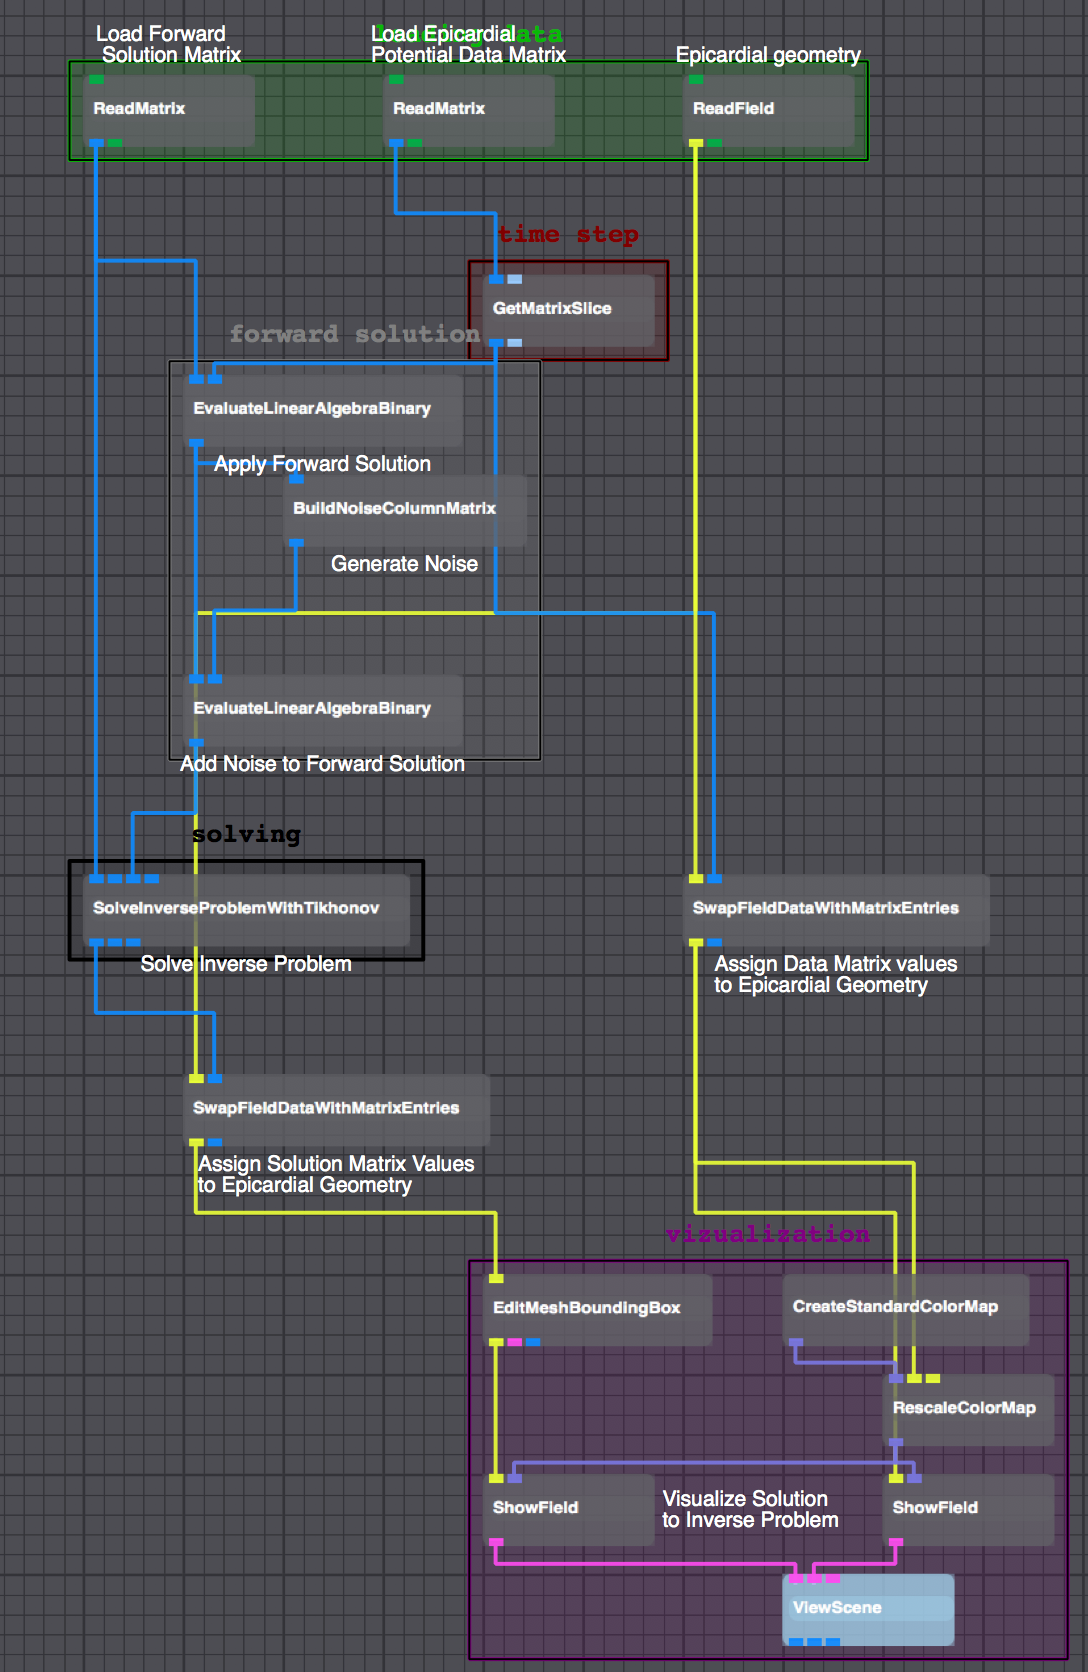 Load Forward
Solution Matrix
Load Epicardial
Potential Data Matrix
data
Epicardial geometry
ReadMatrix
ReadMatrix
ReadField
time step
GetMatrixSlice
forward solution
EvaluateLinearAlgebraBinary
Apply Forward Solution
BuildNoiseColumnMatrix
Generate Noise
EvaluateLinearAlgebraBinary
Add Noise to Forward Solution
solving
SolveInverseProblemWithTikhonov
Solve Inverse Problem
SwapFieldDataWithMatrixEntries
Assign Data Matrix values
to Epicardial Geometry
SwapFieldDataWithMatrixEntries
Assign Solution Matrix Values
to Epicardial Geometry
vizualization
EditMeshBoundingBox
CreateStandardColorMap
RescaleColorMap
ShowField
Visualize Solution
to Inverse Problem
ShowField
ViewScene